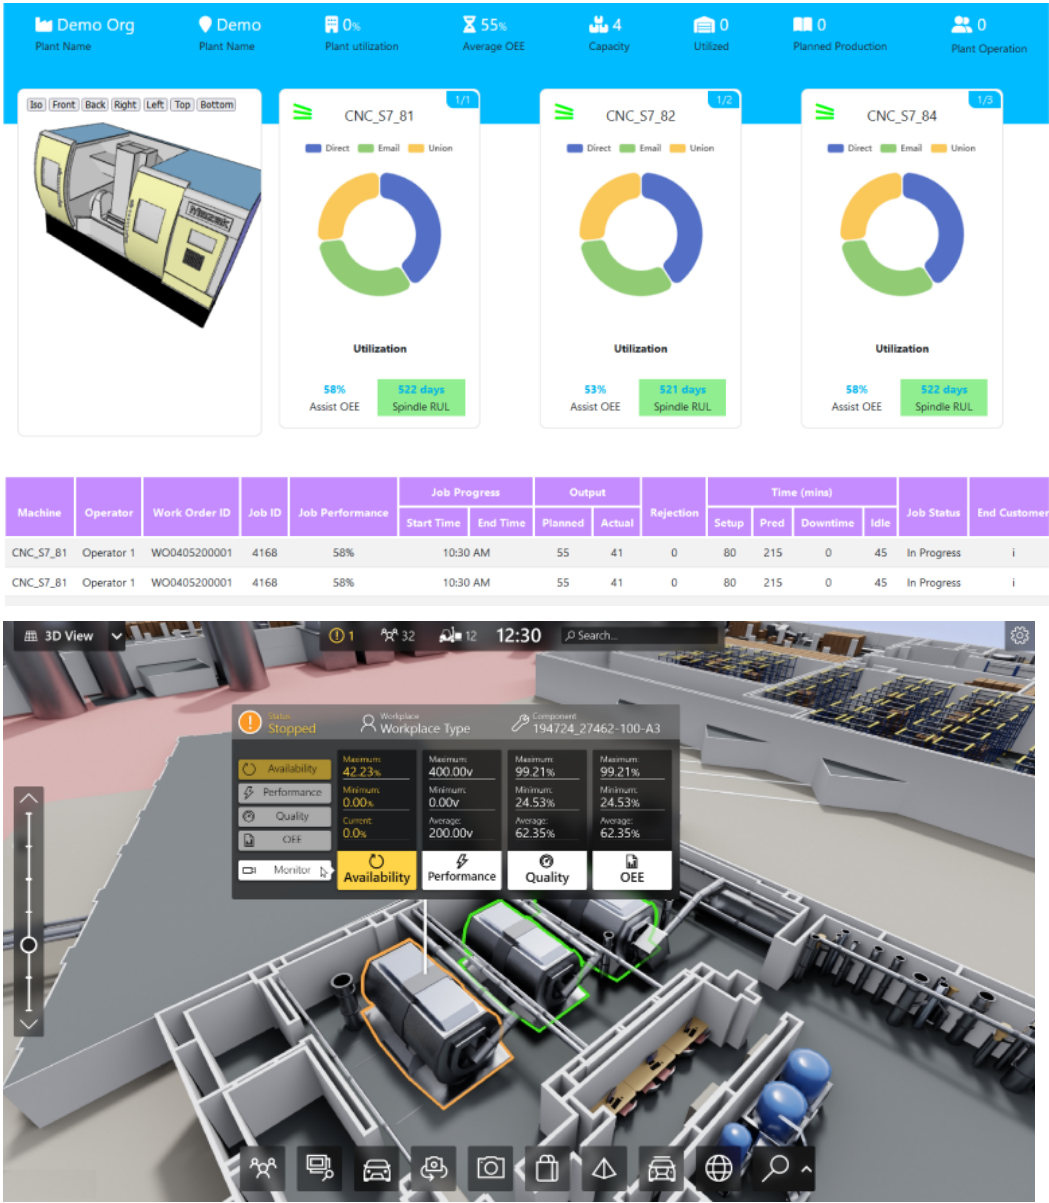 Demo Org Demo 0% 55% 4 0 0 0
Plant Name Plant Name Plant utilization Average OEE Capacity Utilized Planned Production Plant Operation
Iso Front Back Right Left Top Bottom
Mazak
1/1
CNC_S7_81
Direct Email Union
Utilization
58% 522 days
Assist OEE Spindle RUL
1/2
CNC_S7_82
Direct Email Union
Utilization
53% 521 days
Assist OEE Spindle RUL
1/3
CNC_S7_84
Direct Email Union
Utilization
58% 522 days
Assist OEE Spindle RUL
Machine Operator Work Order ID Job ID Job Performance Job Progress Output Rejection Time (mins) Job Status End Customer
Start Time End Time Planned Actual Setup Pred Downtime Idle
CNC_S7_81 Operator 1 WO0405200001 4168 58% 10:30 AM 55 41 0 80 215 0 45 In Progress i
CNC_S7_81 Operator 1 WO0405200001 4168 58% 10:30 AM 55 41 0 80 215 0 45 In Progress i
3D View 1 32 12 12:30 Search...
Status Workplace Component
Stopped Workplace Type 194724_27462-100-A3
Availability
Performance
Quality
OEE
Monitor
Maximum:
42.23%
Minimum:
0.00%
Current:
0.0%
Availability
Maximum:
400.00v
Minimum:
0.00v
Average:
200.00v
Performance
Maximum:
99.21%
Minimum:
24.53%
Average:
62.35%
Quality
Maximum:
99.21%
Minimum:
24.53%
Average:
62.35%
OEE